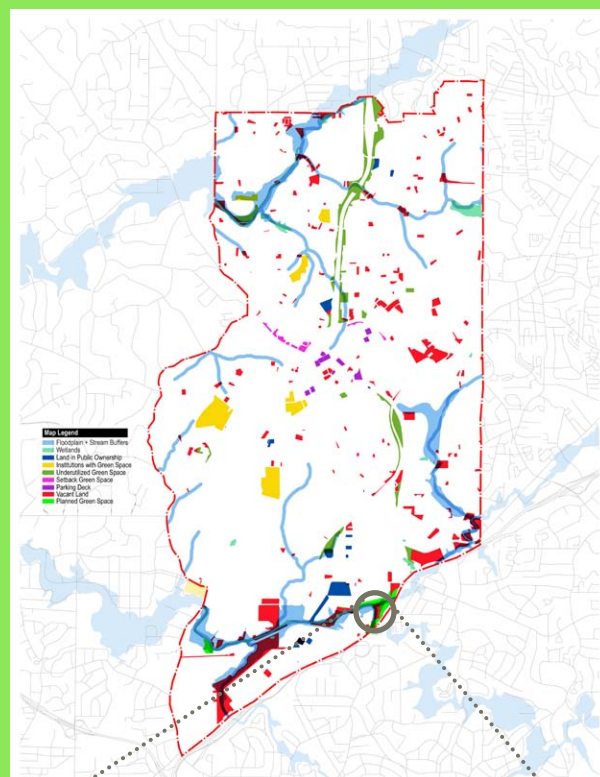 Map Legend
Floodplain + Stream Buffers
Wetlands
Land in Public Ownership
Institutions with Green Space
Underutilized Green Space
Setback Green Space
Parking Deck
Vacant Land
Planned Green Space